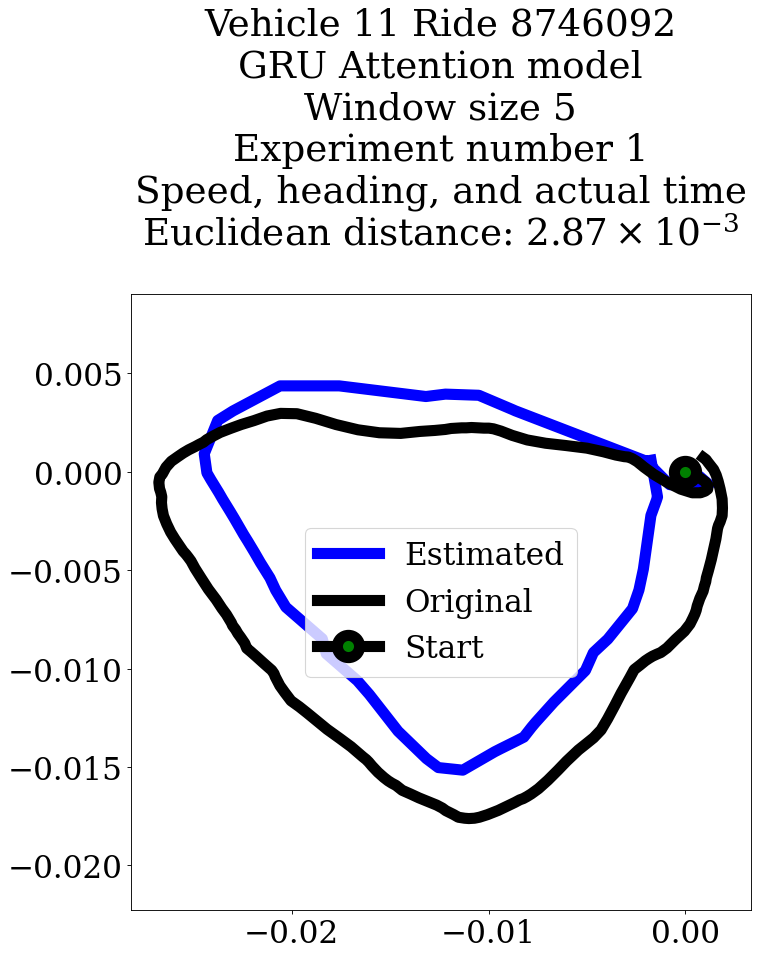 Vehicle 11 Ride 8746092
GRU Attention model
Window size 5
Experiment number 1
Speed, heading, and actual time
Euclidean distance: 2.87 × 10⁻³
0.005
0.000
−0.005
Estimated
Original
−0.010
Start
−0.015
−0.020
−0.02
−0.01
0.00